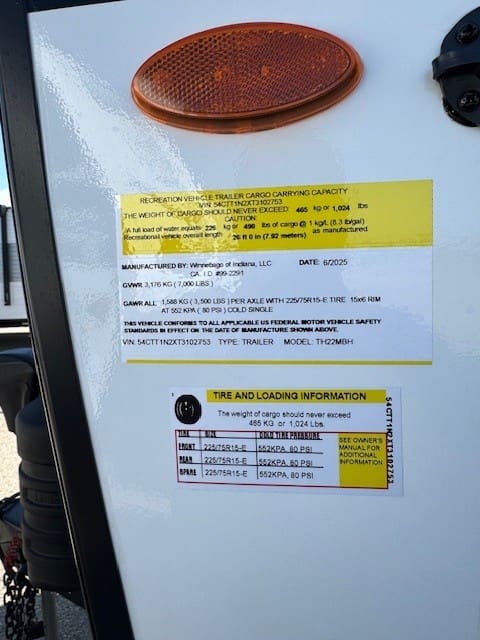 RECREATION VEHICLE TRAILER CARGO CARRYING CAPACITY
VIN: 54CTT1N2XT3102753
THE WEIGHT OF CARGO SHOULD NEVER EXCEED: 465 kg or 1,024 lbs
CAUTION:
A full load of water equals 226 kg or 498 lbs of cargo @ 1 kg/L (8.3 lb/gal)
Recreational vehicle overall length 26 ft 0 in (7.92 meters) as manufactured
MANUFACTURED BY: Winnebago of Indiana, LLC DATE: 6/2025
CA. I.D. #99-2291
GVWR 3,176 KG ( 7,000 LBS )
GAWR ALL 1,588 KG ( 3,500 LBS ) PER AXLE WITH 225/75R15-E TIRE 15x6 RIM
AT 552 KPA ( 80 PSI ) COLD SINGLE
THIS VEHICLE CONFORMS TO ALL APPLICABLE US FEDERAL MOTOR VEHICLE SAFETY
STANDARDS IN EFFECT ON THE DATE OF MANUFACTURE SHOWN ABOVE.
VIN: 54CTT1N2XT3102753 TYPE: TRAILER MODEL: TH22MBH
TIRE AND LOADING INFORMATION
The weight of cargo should never exceed
465 KG or 1,024 Lbs.
TIRE SIZE COLD TIRE PRESSURE
FRONT 225/75R15-E 552KPA, 80 PSI
REAR 225/75R15-E 552KPA, 80 PSI
SPARE 225/75R15-E 552KPA, 80 PSI
SEE OWNER'S
MANUAL FOR
ADDITIONAL
INFORMATION
54CTT1N2XT3102753